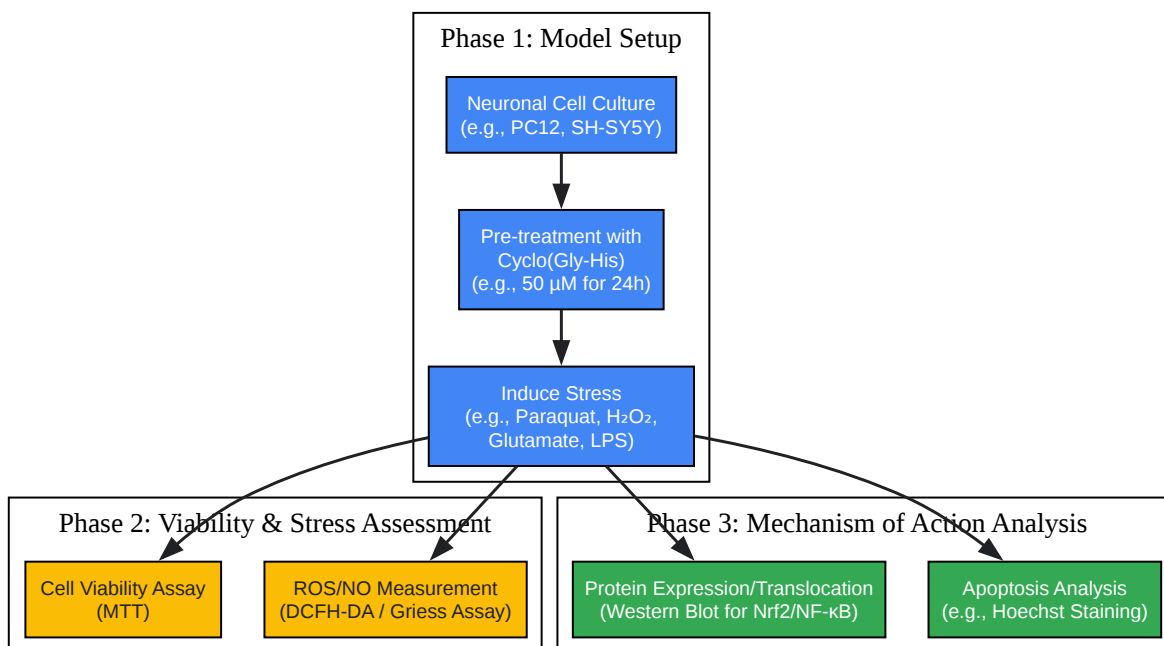 Phase 1: Model Setup
Neuronal Cell Culture
(e.g., PC12, SH-SY5Y)
Pre-treatment with
Cyclo(Gly-His)
(e.g., 50 µM for 24h)
Induce Stress
(e.g., Paraquat, H₂O₂,
Glutamate, LPS)
Phase 2: Viability & Stress Assessment
Cell Viability Assay
(MTT)
ROS/NO Measurement
(DCFH-DA / Griess Assay)
Phase 3: Mechanism of Action Analysis
Protein Expression/Translocation
(Western Blot for Nrf2/NF-κB)
Apoptosis Analysis
(e.g., Hoechst Staining)